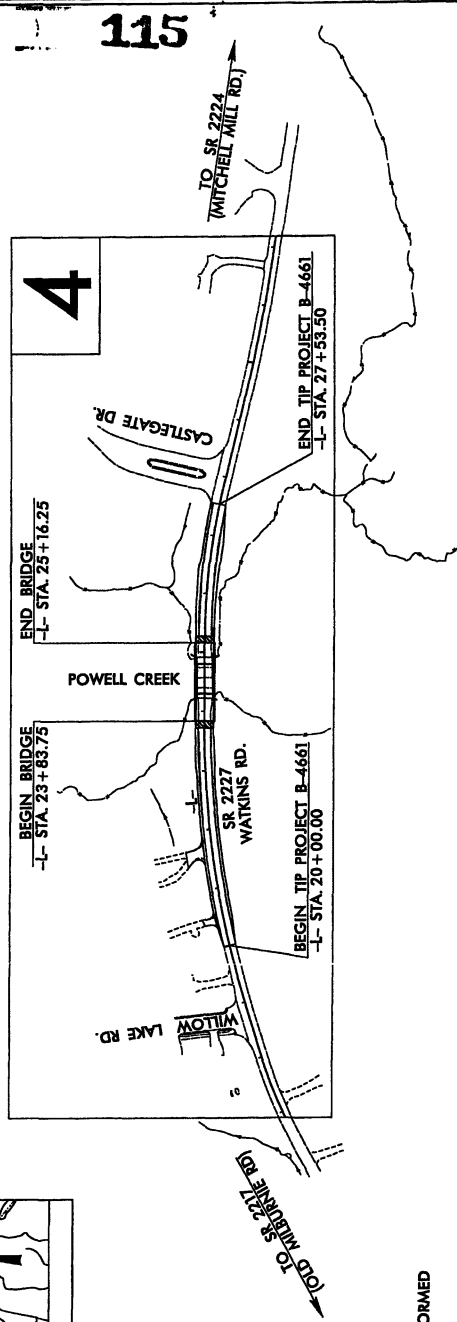 115
TO SR 2224
(MITCHELL MILL RD.)
4
CASTLEGATE DR.
END TIP PROJECT B-4661
-L- STA. 27+53.50
END BRIDGE
-L- STA. 25+16.25
POWELL CREEK
BEGIN BRIDGE
-L- STA. 23+83.75
-L-
SR 2227
WATKINS RD.
BEGIN TIP PROJECT B-4661
-L- STA. 20+00.00
WILLOW
LAKE RD.
TO SR 2217
(OLD MILBURNIE RD)
ORMED